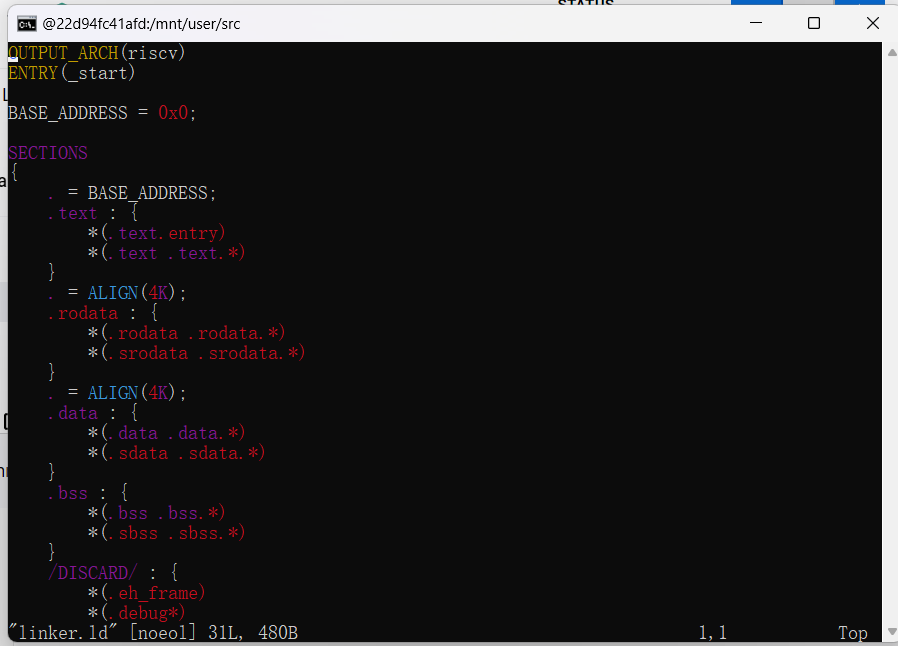 STATUS
@22d94fc41afd:/mnt/user/src
OUTPUT_ARCH(riscv)
ENTRY(_start)
BASE_ADDRESS = 0x0;
SECTIONS
{
    . = BASE_ADDRESS;
    .text : {
        *(.text.entry)
        *(.text .text.*)
    }
    . = ALIGN(4K);
    .rodata : {
        *(.rodata .rodata.*)
        *(.srodata .srodata.*)
    }
    . = ALIGN(4K);
    .data : {
        *(.data .data.*)
        *(.sdata .sdata.*)
    }
    .bss : {
        *(.bss .bss.*)
        *(.sbss .sbss.*)
    }
    /DISCARD/ : {
        *(.eh_frame)
        *(.debug*)
"linker.ld" [noeol] 31L, 480B 1,1 Top